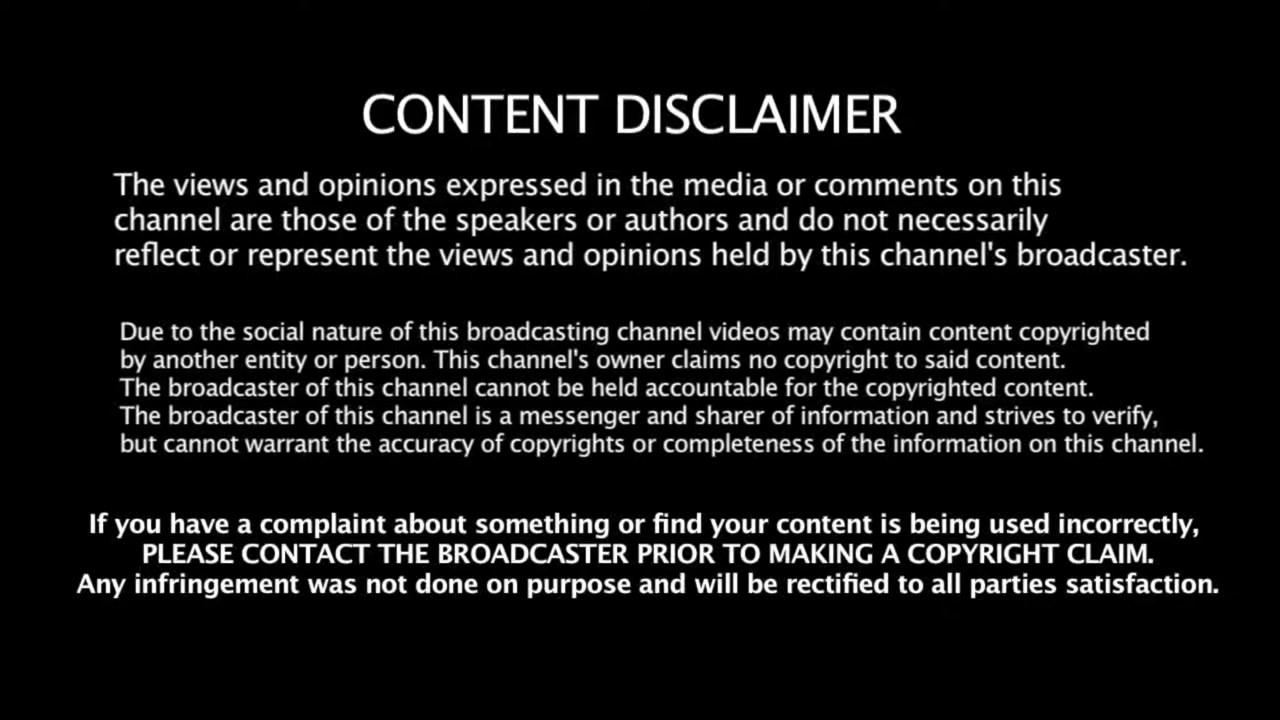 CONTENT DISCLAIMER
The views and opinions expressed in the media or comments on this
channel are those of the speakers or authors and do not necessarily
reflect or represent the views and opinions held by this channel's broadcaster.
Due to the social nature of this broadcasting channel videos may contain content copyrighted
by another entity or person. This channel's owner claims no copyright to said content.
The broadcaster of this channel cannot be held accountable for the copyrighted content.
The broadcaster of this channel is a messenger and sharer of information and strives to verify,
but cannot warrant the accuracy of copyrights or completeness of the information on this channel.
If you have a complaint about something or find your content is being used incorrectly,
PLEASE CONTACT THE BROADCASTER PRIOR TO MAKING A COPYRIGHT CLAIM.
Any infringement was not done on purpose and will be rectified to all parties satisfaction.